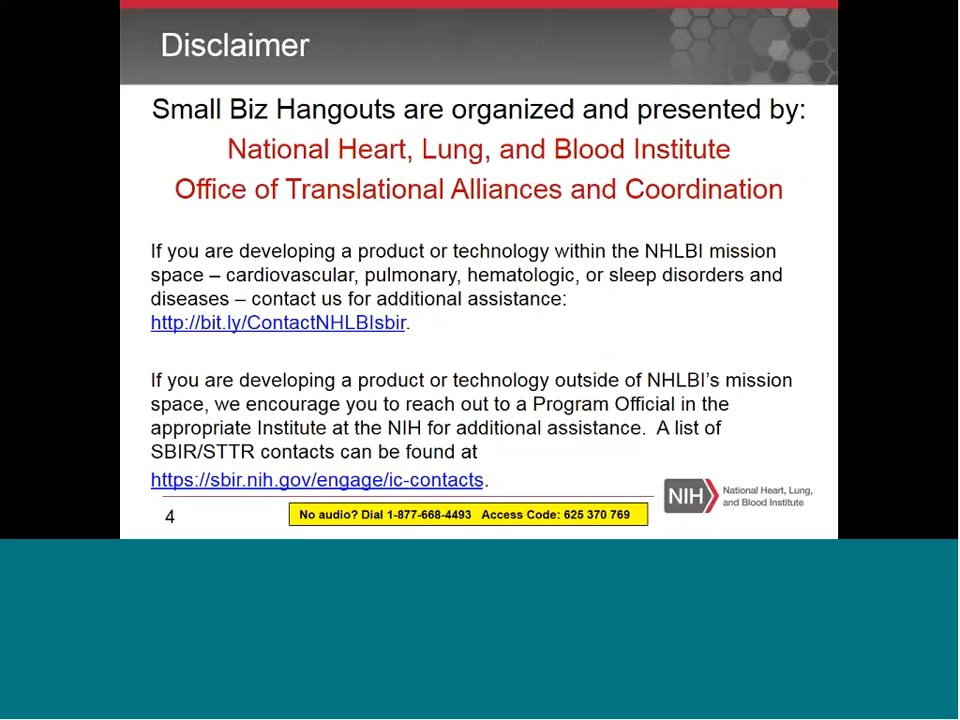 Disclaimer
Small Biz Hangouts are organized and presented by:
National Heart, Lung, and Blood Institute
Office of Translational Alliances and Coordination
If you are developing a product or technology within the NHLBI mission
space – cardiovascular, pulmonary, hematologic, or sleep disorders and
diseases – contact us for additional assistance:
http://bit.ly/ContactNHLBIsbir.
If you are developing a product or technology outside of NHLBI's mission
space, we encourage you to reach out to a Program Official in the
appropriate Institute at the NIH for additional assistance.  A list of
SBIR/STTR contacts can be found at
https://sbir.nih.gov/engage/ic-contacts.
4
No audio? Dial 1-877-668-4493   Access Code: 625 370 769
NIH National Heart, Lung,
and Blood Institute